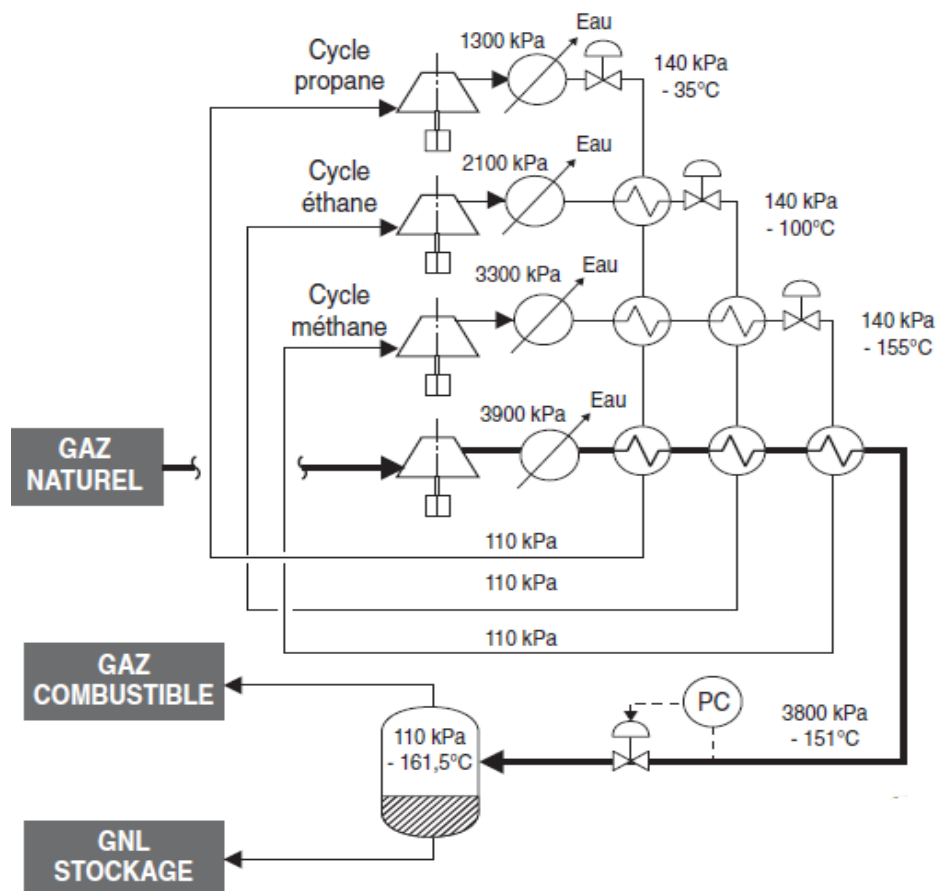 Cycle
propane
1300 kPa
Eau
140 kPa
- 35°C
Cycle
éthane
2100 kPa
Eau
140 kPa
- 100°C
Cycle
méthane
3300 kPa
Eau
140 kPa
- 155°C
GAZ
NATUREL
3900 kPa
Eau
110 kPa
110 kPa
110 kPa
GAZ
COMBUSTIBLE
110 kPa
- 161,5°C
PC
3800 kPa
- 151°C
GNL
STOCKAGE